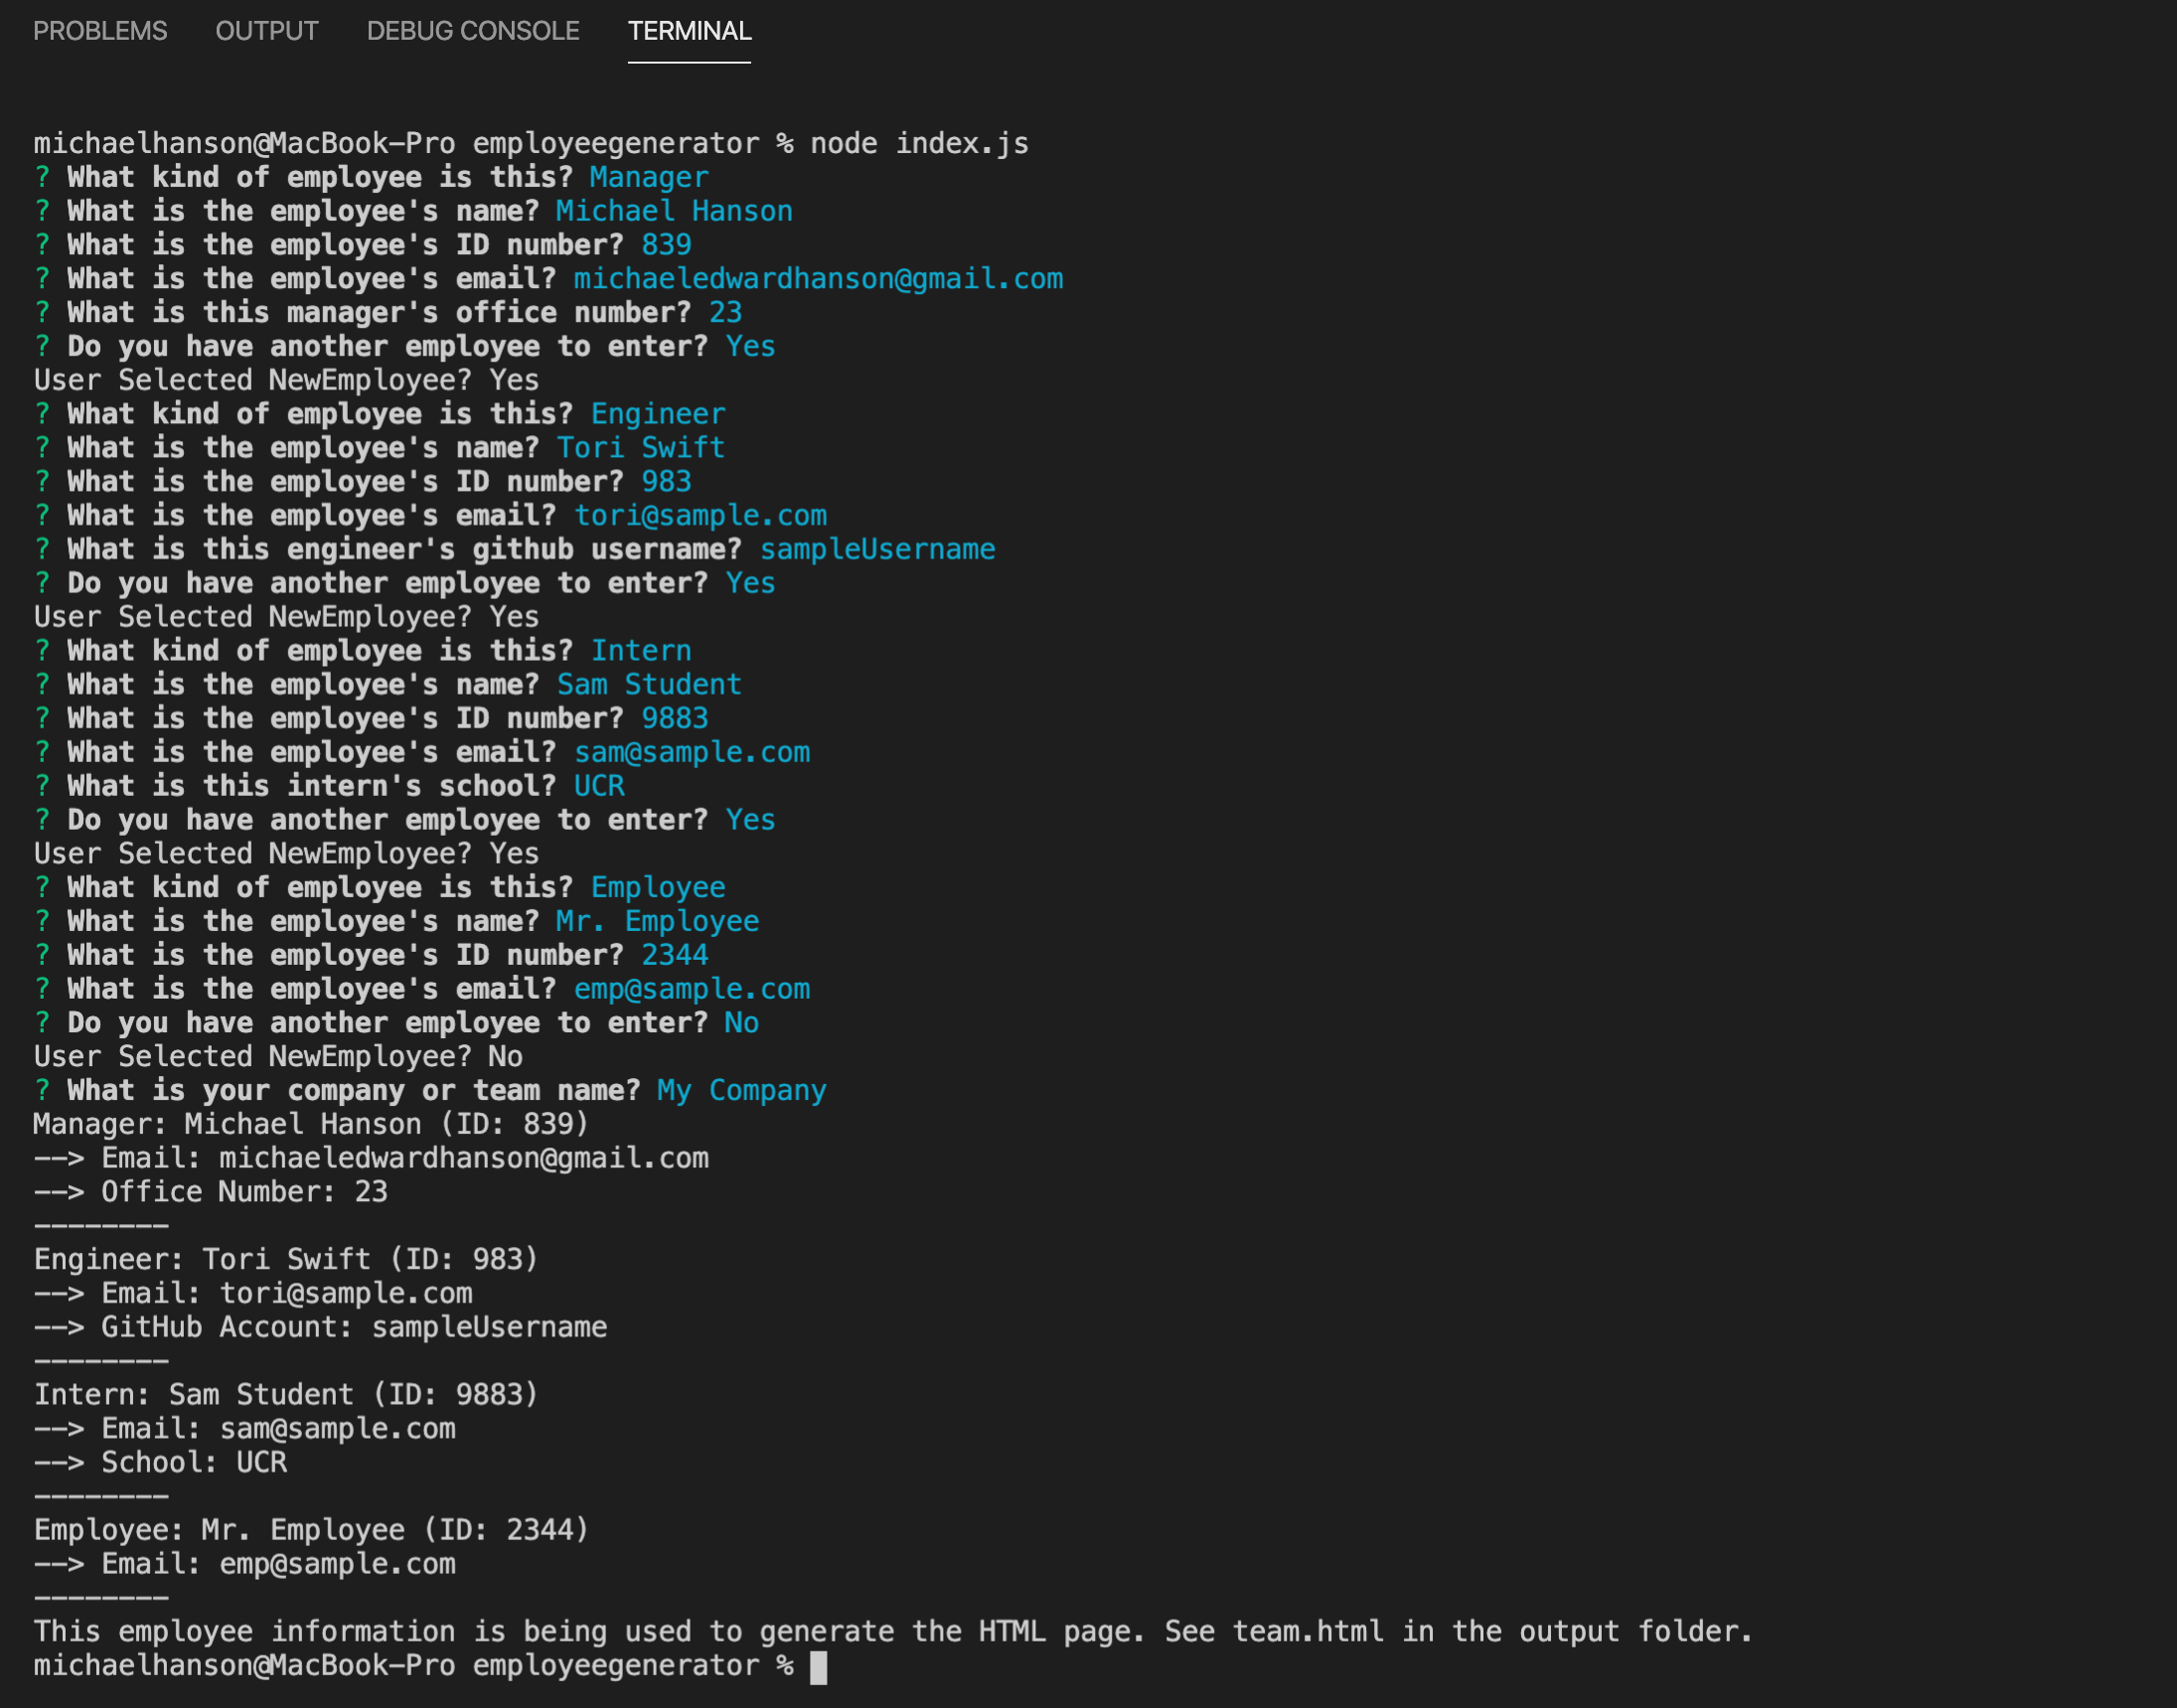 PROBLEMS OUTPUT DEBUG CONSOLE TERMINAL
michaelhanson@MacBook-Pro employeegenerator % node index.js
? What kind of employee is this? Manager
? What is the employee's name? Michael Hanson
? What is the employee's ID number? 839
? What is the employee's email? michaeledwardhanson@gmail.com
? What is this manager's office number? 23
? Do you have another employee to enter? Yes
User Selected NewEmployee? Yes
? What kind of employee is this? Engineer
? What is the employee's name? Tori Swift
? What is the employee's ID number? 983
? What is the employee's email? tori@sample.com
? What is this engineer's github username? sampleUsername
? Do you have another employee to enter? Yes
User Selected NewEmployee? Yes
? What kind of employee is this? Intern
? What is the employee's name? Sam Student
? What is the employee's ID number? 9883
? What is the employee's email? sam@sample.com
? What is this intern's school? UCR
? Do you have another employee to enter? Yes
User Selected NewEmployee? Yes
? What kind of employee is this? Employee
? What is the employee's name? Mr. Employee
? What is the employee's ID number? 2344
? What is the employee's email? emp@sample.com
? Do you have another employee to enter? No
User Selected NewEmployee? No
? What is your company or team name? My Company
Manager: Michael Hanson (ID: 839)
--> Email: michaeledwardhanson@gmail.com
--> Office Number: 23
--------
Engineer: Tori Swift (ID: 983)
--> Email: tori@sample.com
--> GitHub Account: sampleUsername
--------
Intern: Sam Student (ID: 9883)
--> Email: sam@sample.com
--> School: UCR
--------
Employee: Mr. Employee (ID: 2344)
--> Email: emp@sample.com
--------
This employee information is being used to generate the HTML page. See team.html in the output folder.
michaelhanson@MacBook-Pro employeegenerator %